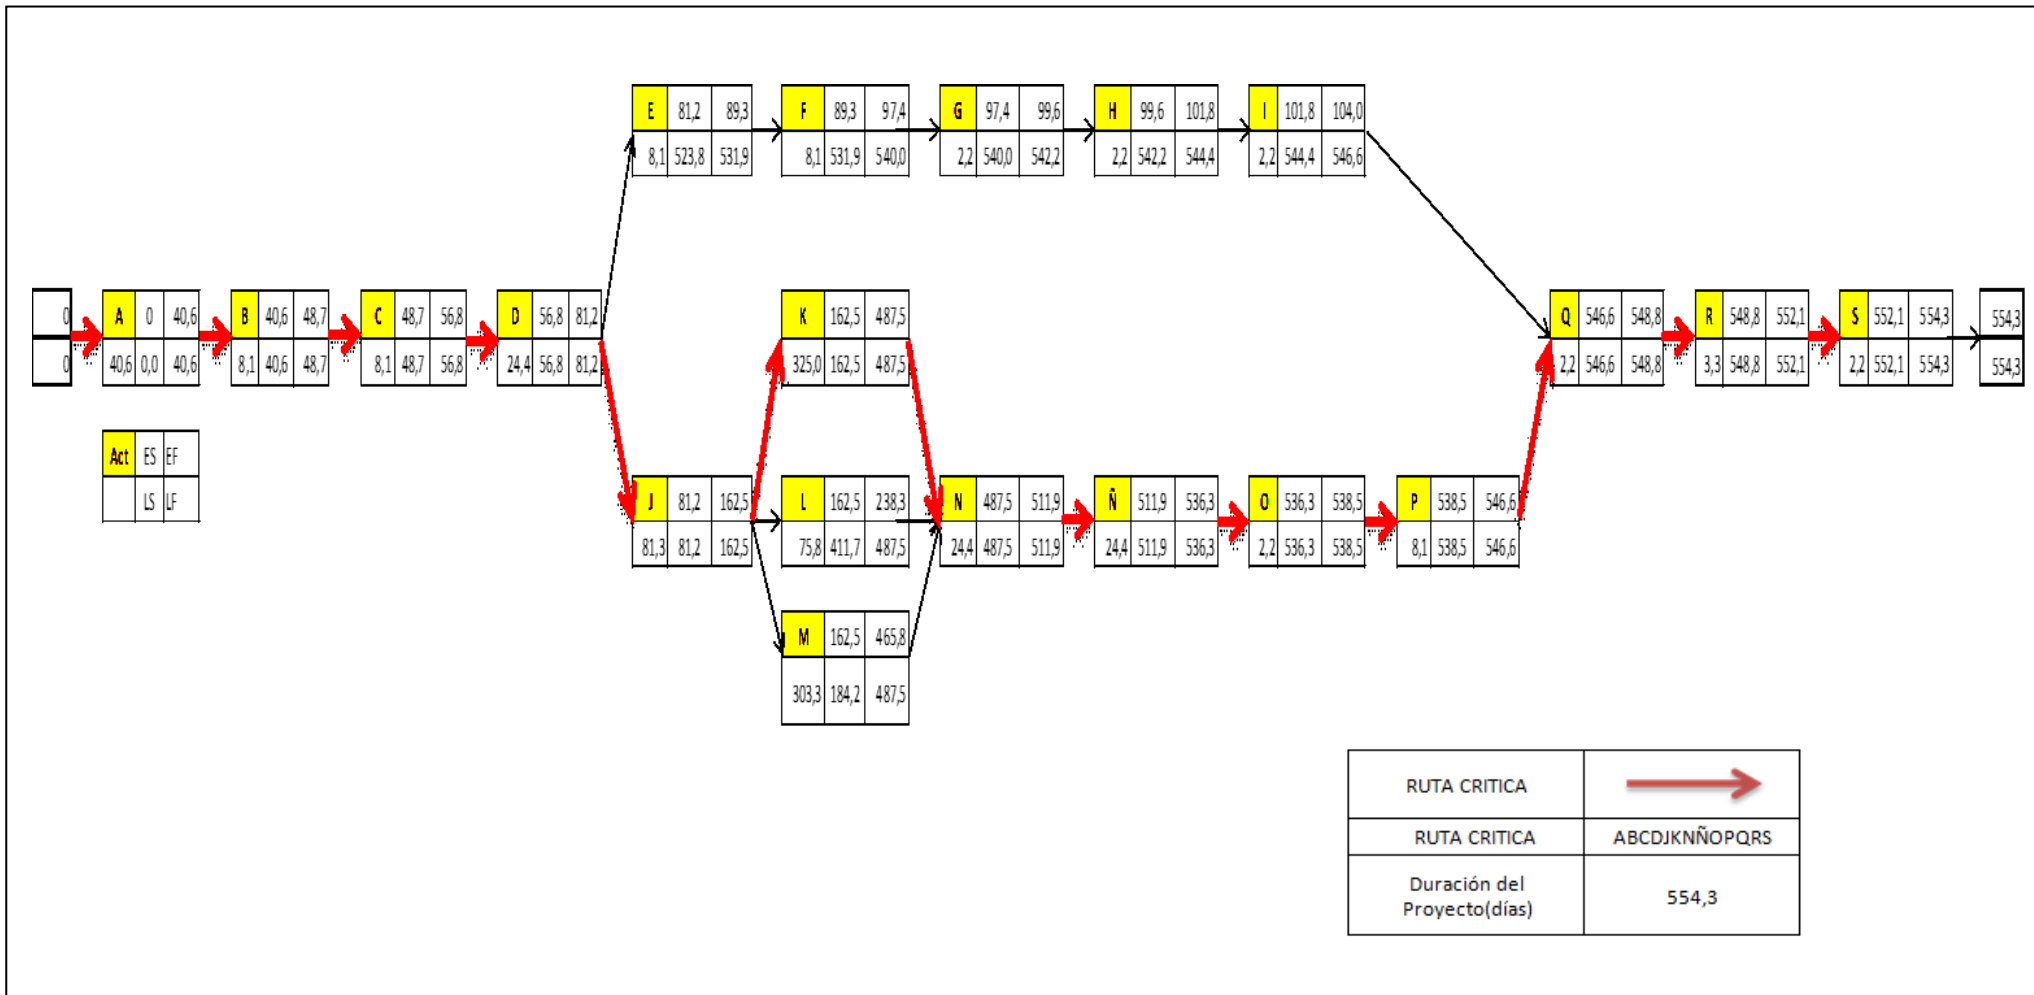 E 81,2 89,3
8,1 523,8 531,9
F 89,3 97,4
8,1 531,9 540,0
G 97,4 99,6
2,2 540,0 542,2
H 99,6 101,8
2,2 542,2 544,4
I 101,8 104,0
2,2 544,4 546,6
0
0
A 0 40,6
40,6 0,0 40,6
B 40,6 48,7
8,1 40,6 48,7
C 48,7 56,8
8,1 48,7 56,8
D 56,8 81,2
24,4 56,8 81,2
K 162,5 487,5
325,0 162,5 487,5
Q 546,6 548,8
2,2 546,6 548,8
R 548,8 552,1
3,3 548,8 552,1
S 552,1 554,3
2,2 552,1 554,3
554,3
554,3
Act ES EF
LS LF
J 81,2 162,5
81,3 81,2 162,5
L 162,5 238,3
75,8 411,7 487,5
N 487,5 511,9
24,4 487,5 511,9
Ñ 511,9 536,3
24,4 511,9 536,3
O 536,3 538,5
2,2 536,3 538,5
P 538,5 546,6
8,1 538,5 546,6
M 162,5 465,8
303,3 184,2 487,5
RUTA CRITICA
RUTA CRITICA ABCDJKNÑOPQRS
Duración del
Proyecto(días) 554,3